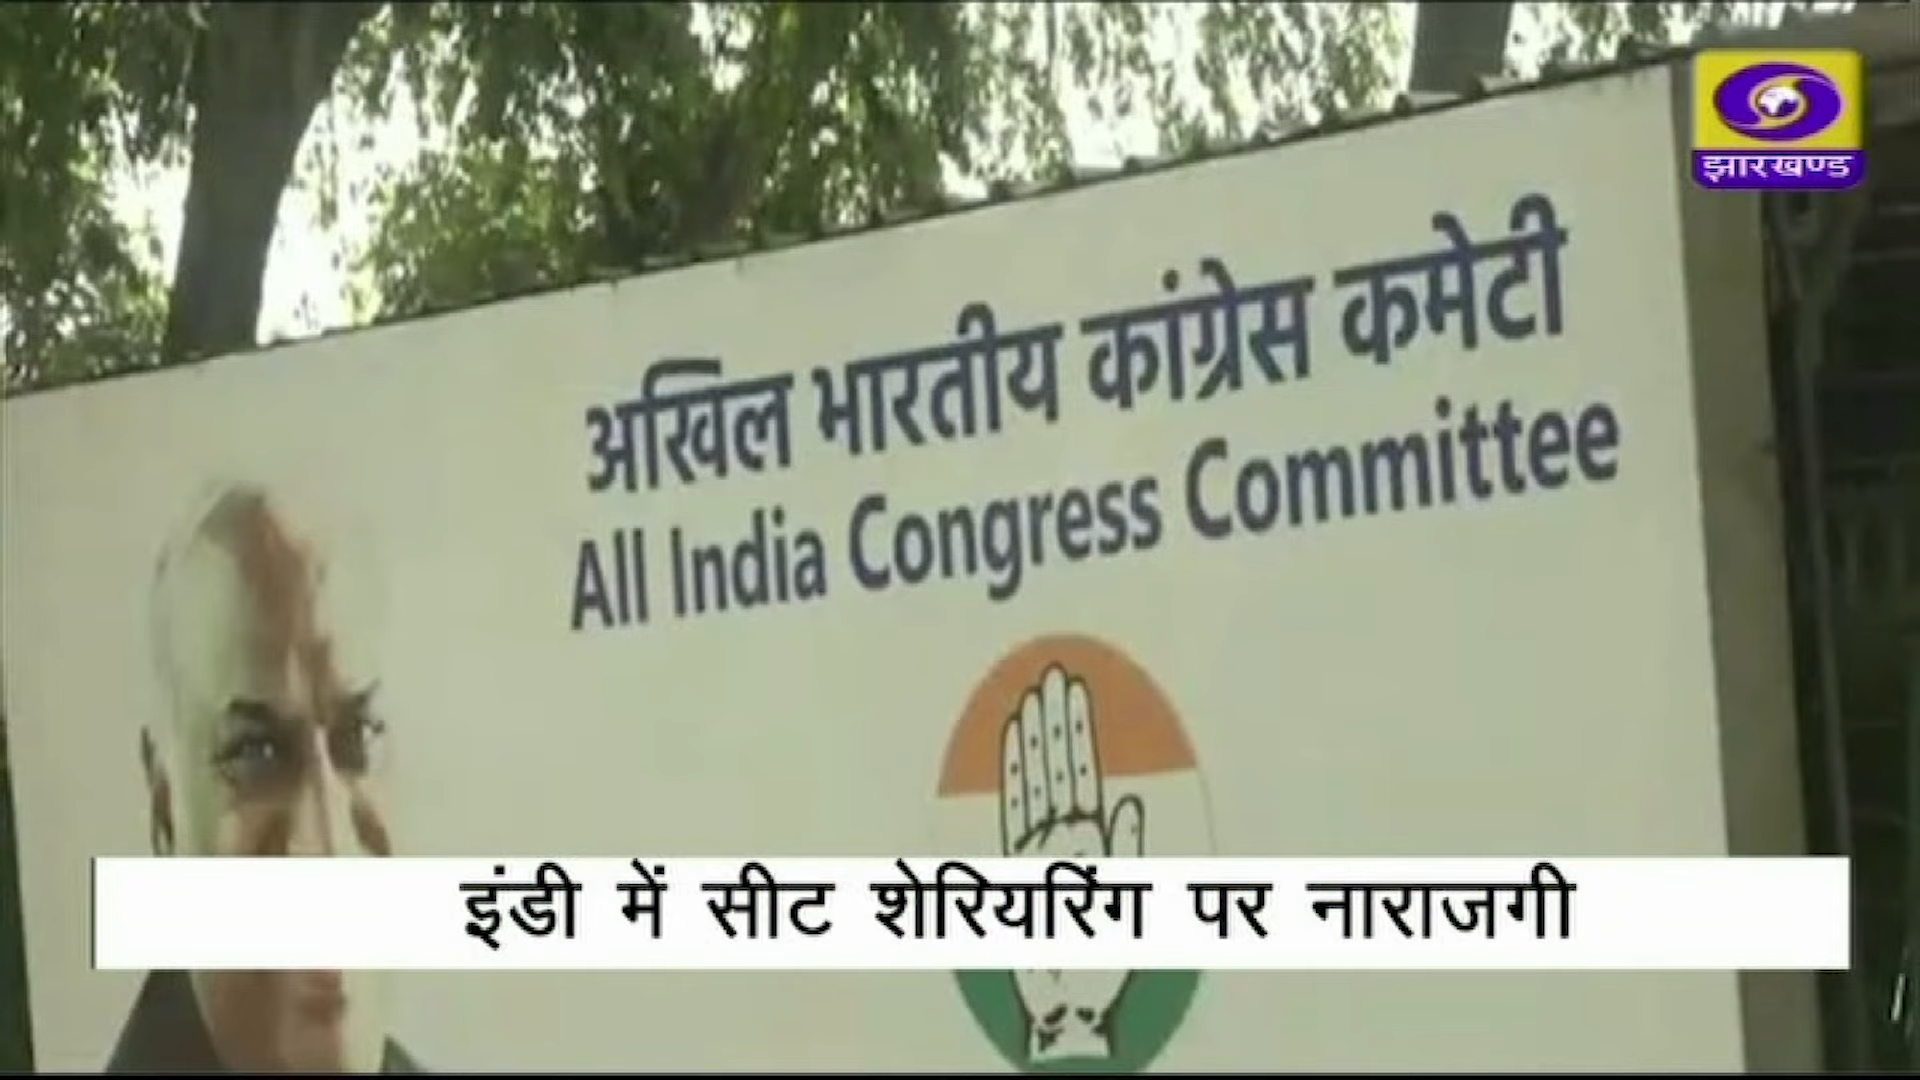 झारखण्ड
अखिल भारतीय कांग्रेस कमेटी
All India Congress Committee
इंडी में सीट शेरियरिंग पर नाराजगी